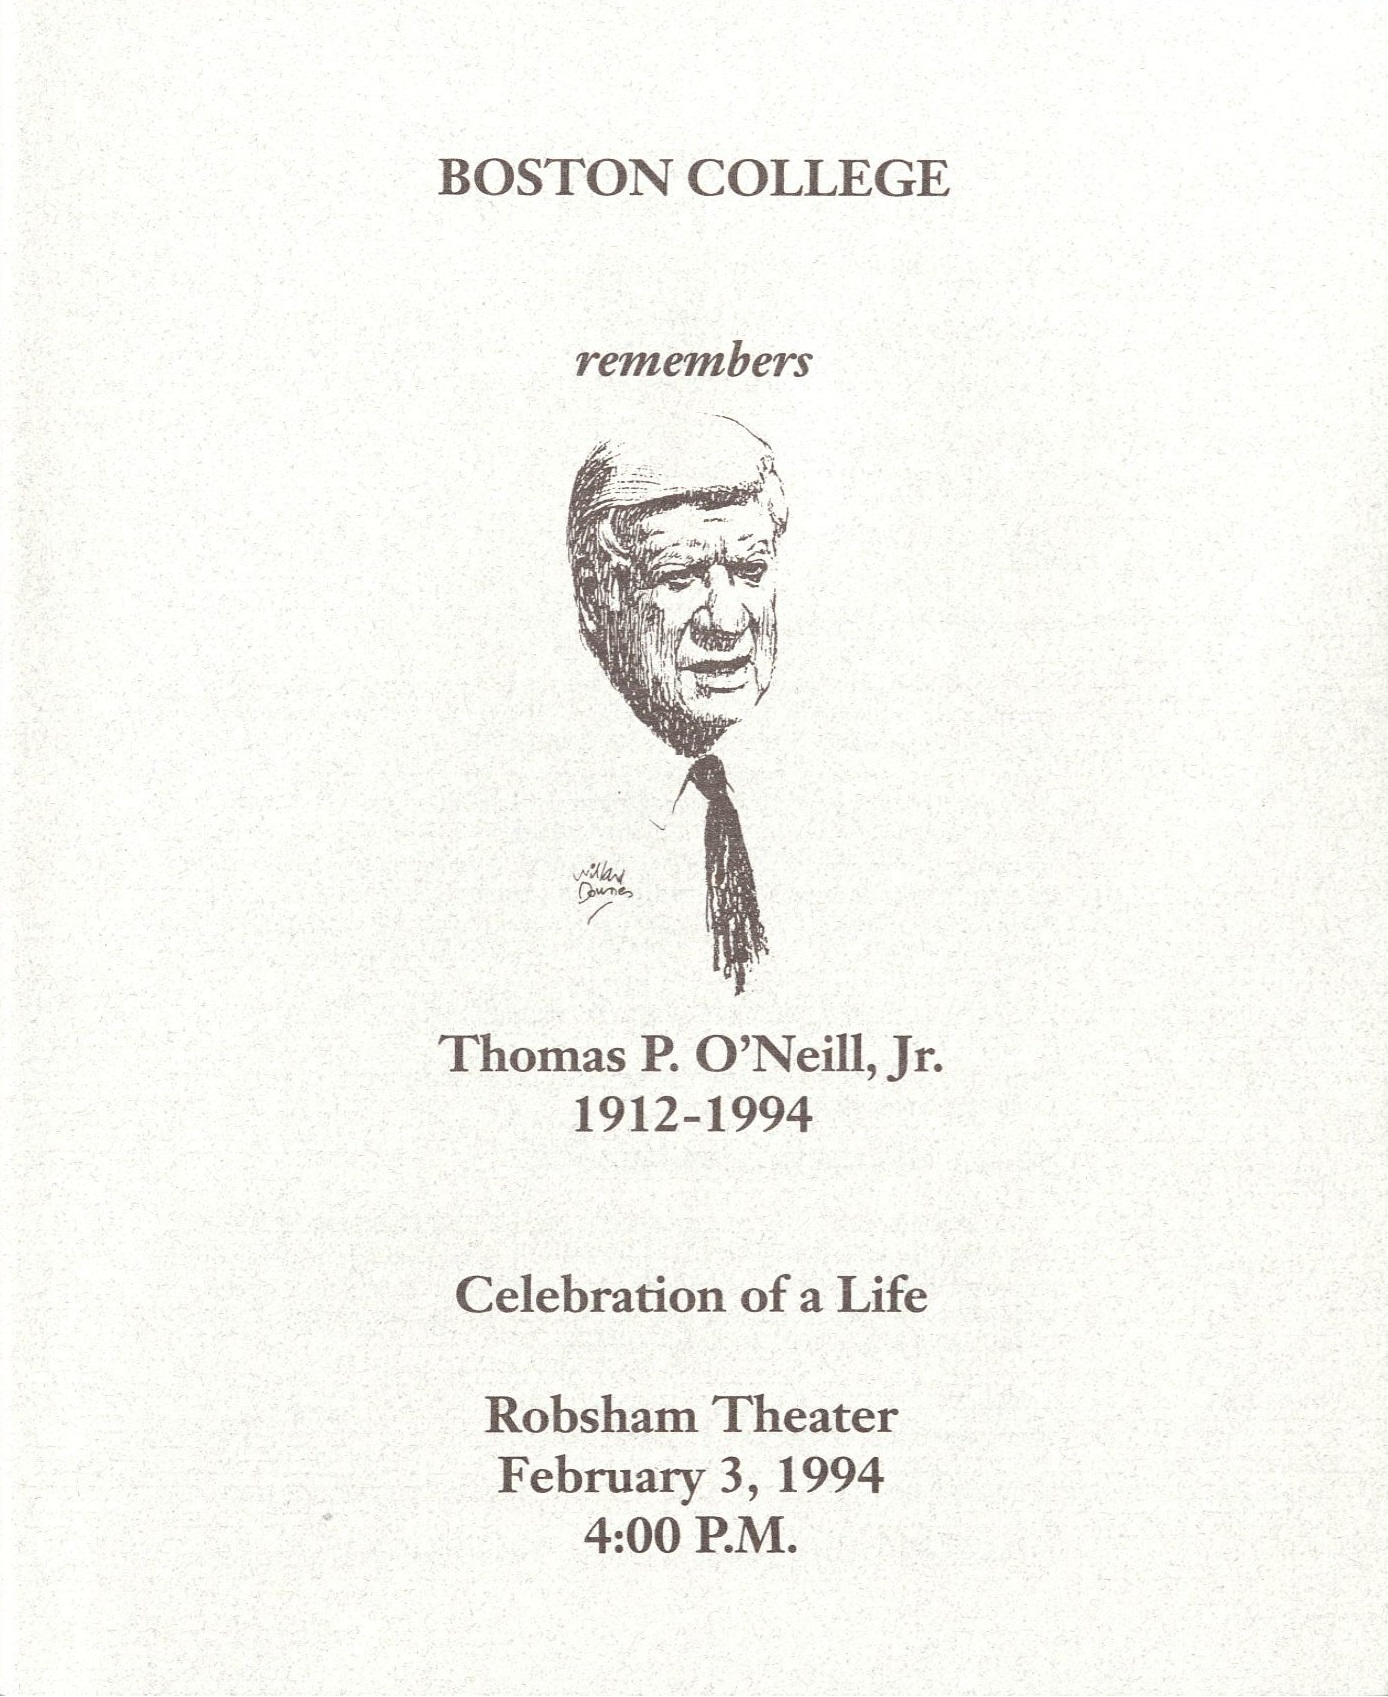 BOSTON COLLEGE
remembers
Willard
Downes
Thomas P. O’Neill, Jr.
1912-1994
Celebration of a Life
Robsham Theater
February 3, 1994
4:00 P.M.